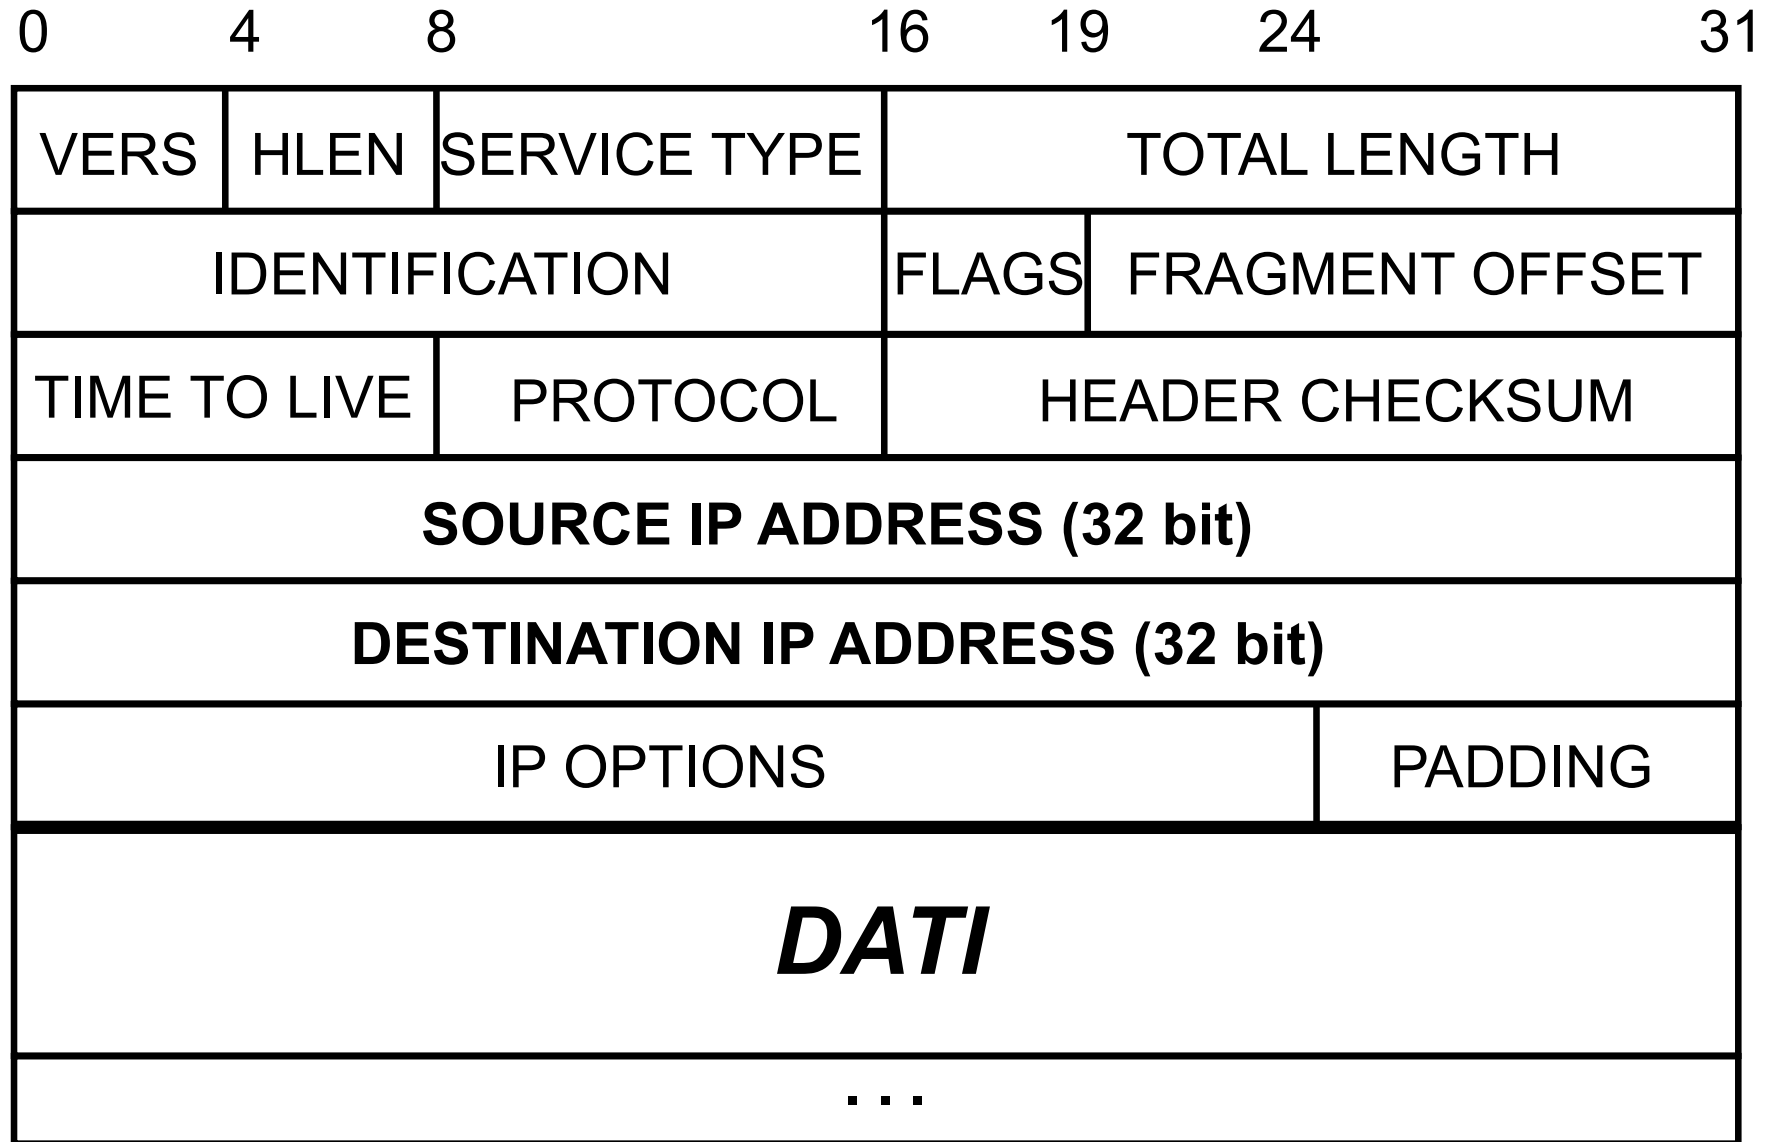 0 4 8 16 19 24 31
VERS HLEN SERVICE TYPE TOTAL LENGTH
IDENTIFICATION FLAGS FRAGMENT OFFSET
TIME TO LIVE PROTOCOL HEADER CHECKSUM
SOURCE IP ADDRESS (32 bit)
DESTINATION IP ADDRESS (32 bit)
IP OPTIONS PADDING
DATI
. . .